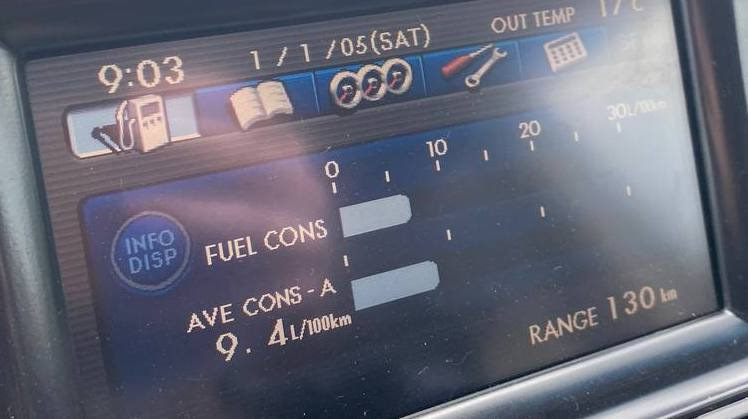 9:03 1/1/05(SAT) OUT TEMP
0 10 20 30L/100km
INFO
DISP
FUEL CONS
AVE CONS-A
9.4L/100km
RANGE 130 km